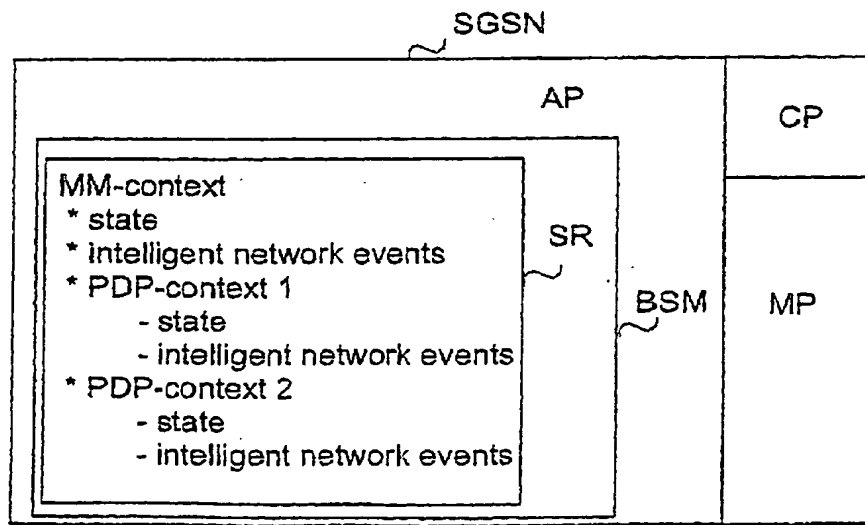 SGSN
AP
CP
MM-context
* state
* intelligent network events
SR
* PDP-context 1
BSM
MP
- state
- intelligent network events
* PDP-context 2
- state
- intelligent network events